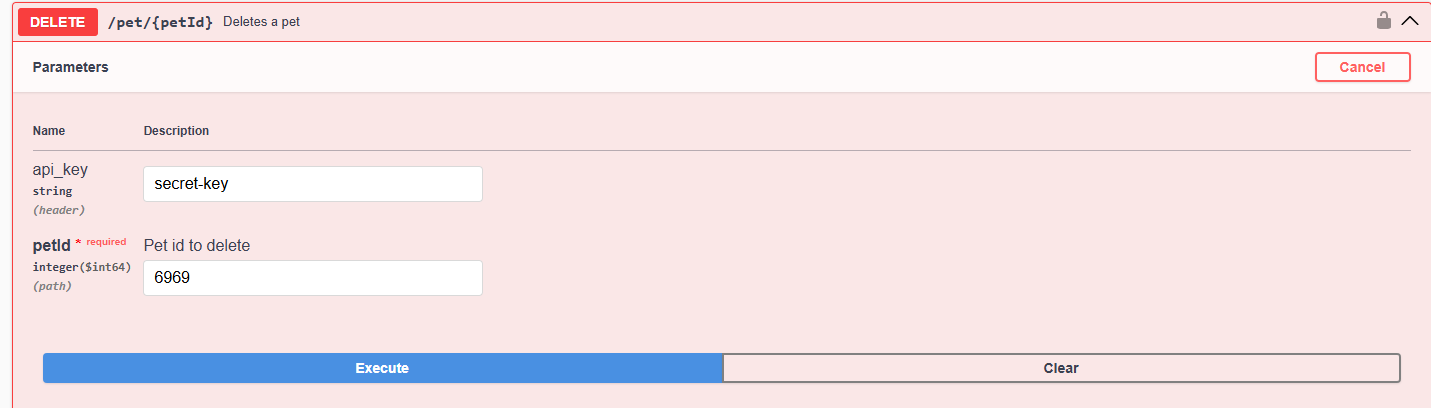 DELETE /pet/{petId} Deletes a pet
Parameters Cancel
Name Description
api_key
string
(header)
secret-key
petId * required
integer($int64)
(path)
Pet id to delete
6969
Execute Clear